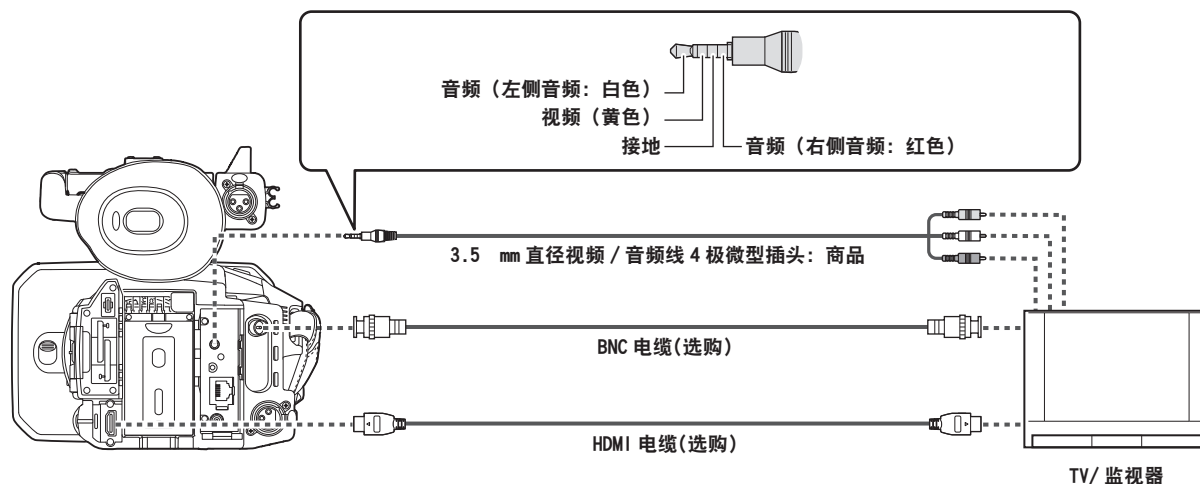 音频（左侧音频：白色）
视频（黄色）
接地
音频（右侧音频：红色）
3.5 mm 直径视频 / 音频线 4 极微型插头：商品
BNC 电缆(选购)
HDMI 电缆(选购)
TV/ 监视器